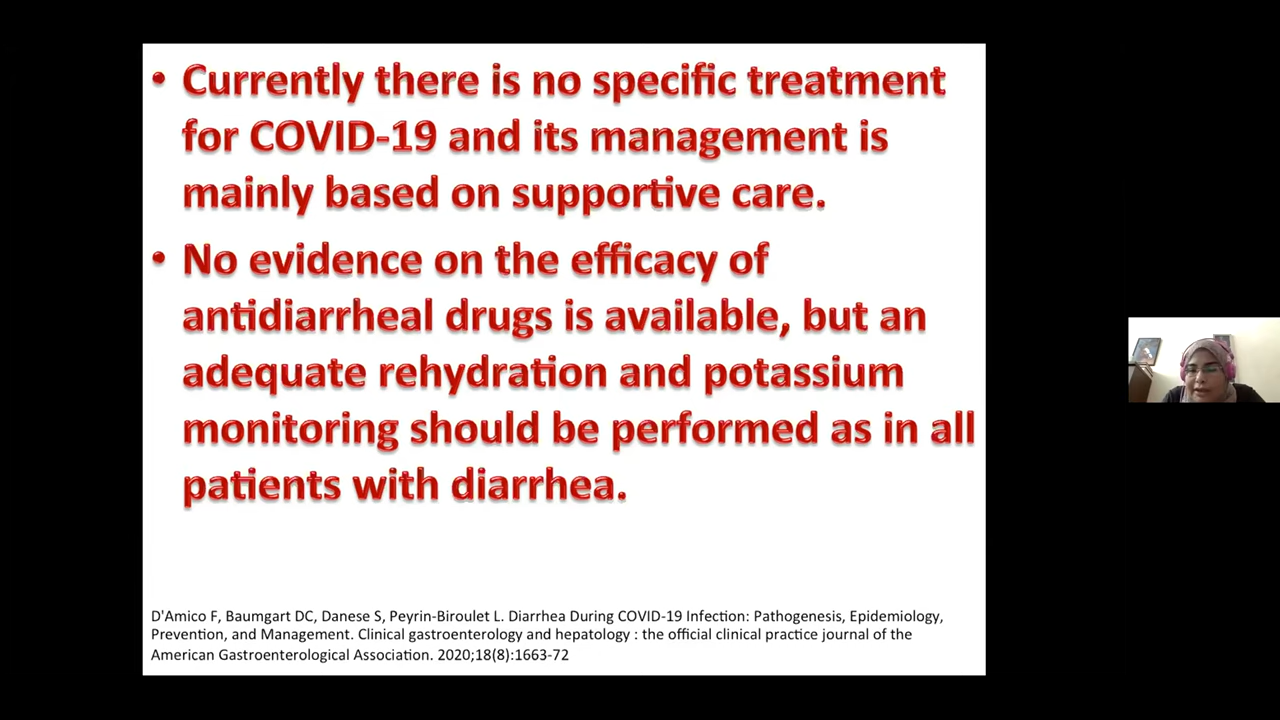 • Currently there is no specific treatment
for COVID-19 and its management is
mainly based on supportive care.
• No evidence on the efficacy of
antidiarrheal drugs is available, but an
adequate rehydration and potassium
monitoring should be performed as in all
patients with diarrhea.
D'Amico F, Baumgart DC, Danese S, Peyrin-Biroulet L. Diarrhea During COVID-19 Infection: Pathogenesis, Epidemiology,
Prevention, and Management. Clinical gastroenterology and hepatology : the official clinical practice journal of the
American Gastroenterological Association. 2020;18(8):1663-72